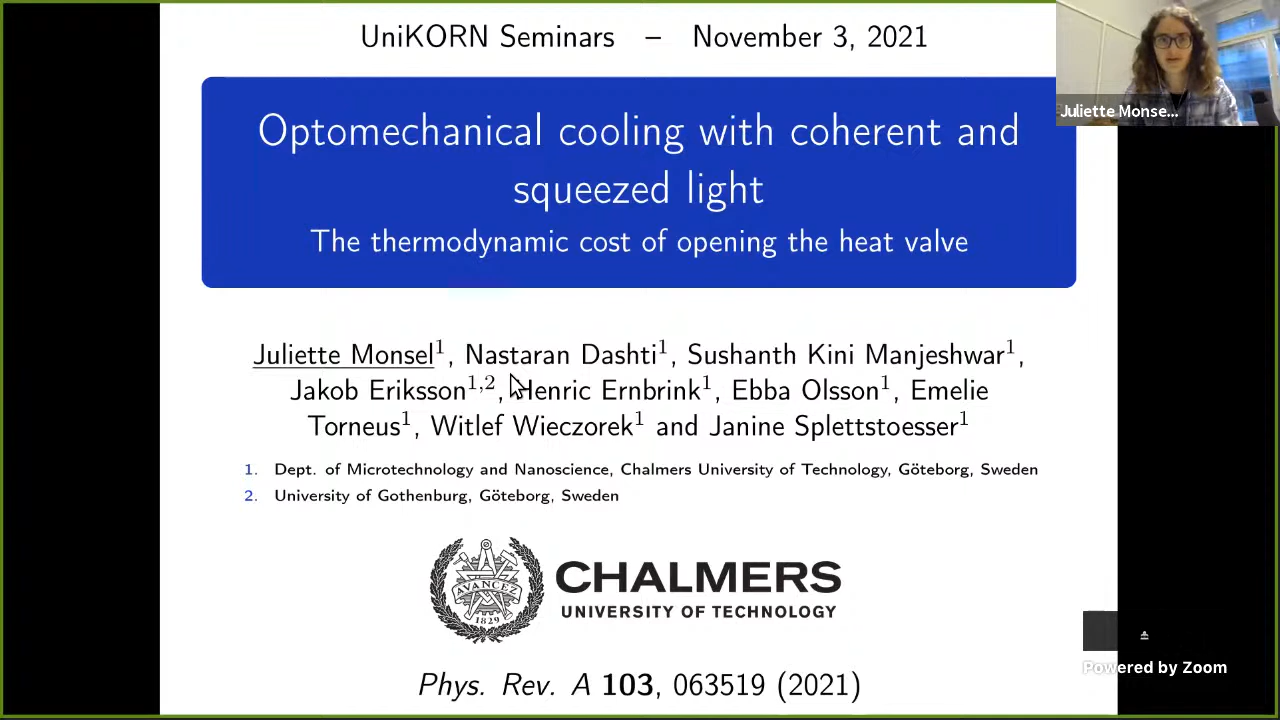 UniKORN Seminars – November 3, 2021
Optomechanical cooling with coherent and
squeezed light
The thermodynamic cost of opening the heat valve
Juliette Monse...
Juliette Monsel¹, Nastaran Dashti¹, Sushanth Kini Manjeshwar¹,
Jakob Eriksson¹,², Henric Ernbrink¹, Ebba Olsson¹, Emelie
Torneus¹, Witlef Wieczorek¹ and Janine Splettstoesser¹
1. Dept. of Microtechnology and Nanoscience, Chalmers University of Technology, Göteborg, Sweden
2. University of Gothenburg, Göteborg, Sweden
AVANCEZ
1829
CHALMERS
UNIVERSITY OF TECHNOLOGY
Phys. Rev. A 103, 063519 (2021)
Powered by Zoom